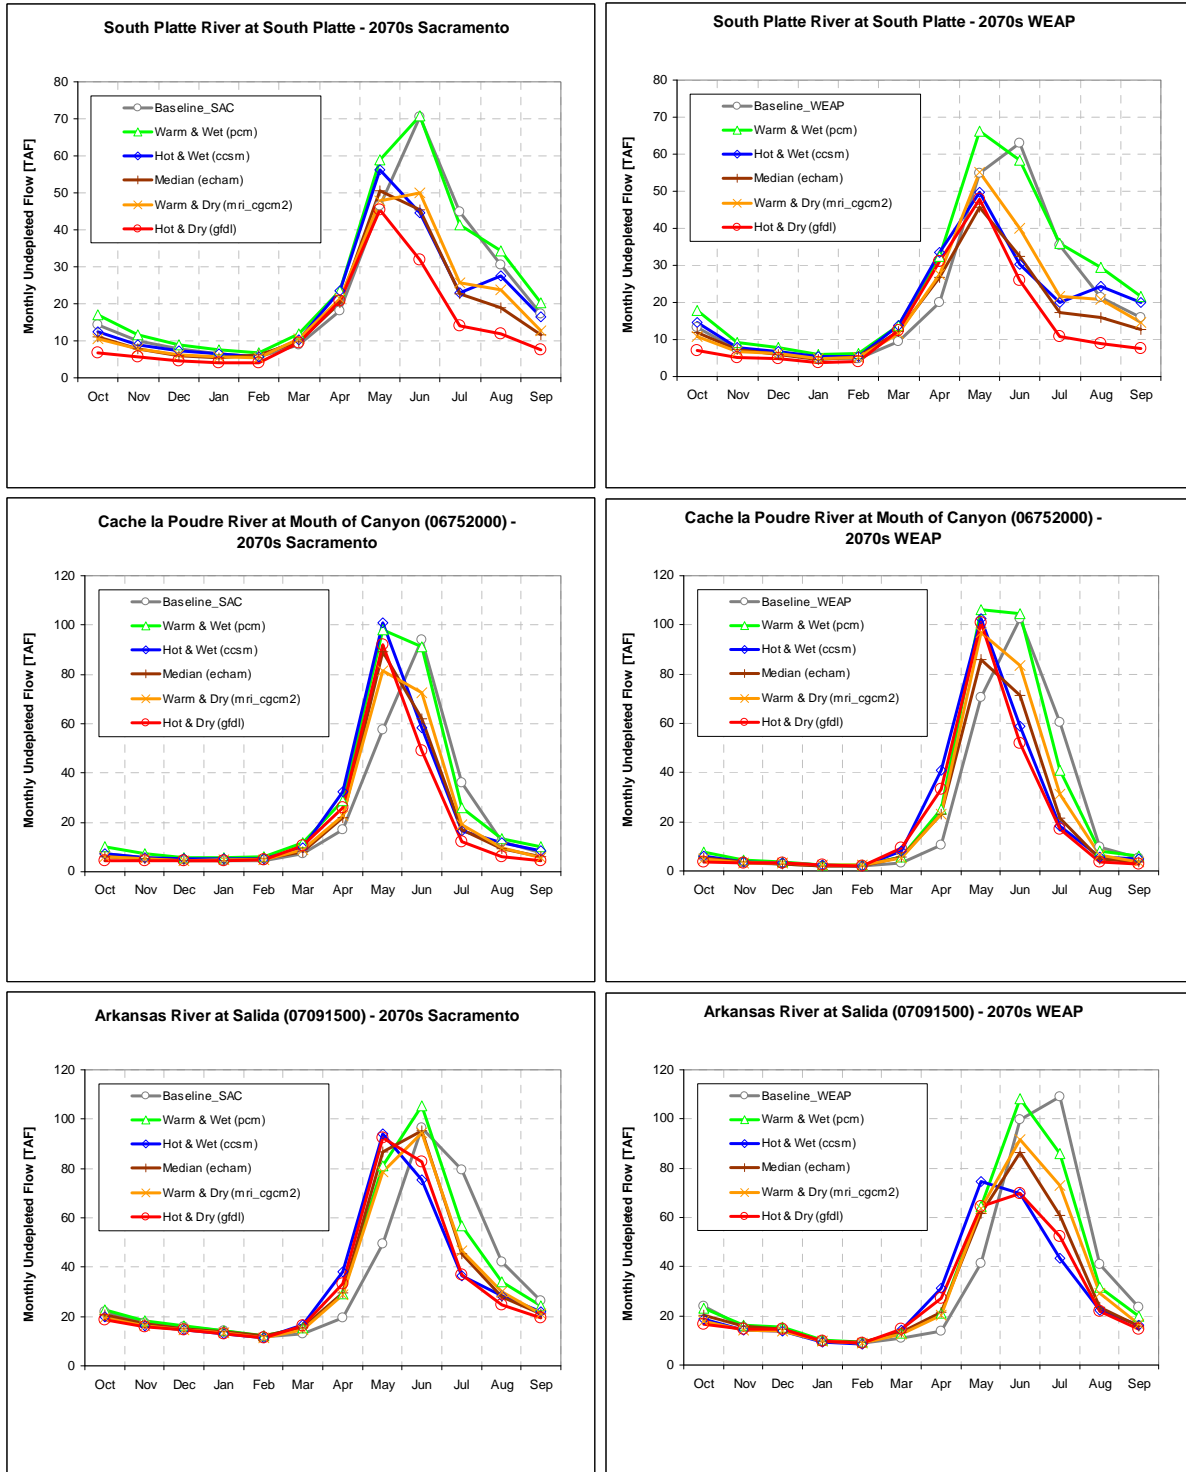 South Platte River at South Platte - 2070s Sacramento
Monthly Undepleted Flow [TAF]
80
70
60
50
40
30
20
10
0
Baseline_SAC
Warm & Wet (pcm)
Hot & Wet (ccsm)
Median (echam)
Warm & Dry (mri_cgcm2)
Hot & Dry (gfdl)
Oct Nov Dec Jan Feb Mar Apr May Jun Jul Aug Sep
South Platte River at South Platte - 2070s WEAP
Monthly Undepleted Flow [TAF]
80
70
60
50
40
30
20
10
0
Baseline_WEAP
Warm & Wet (pcm)
Hot & Wet (ccsm)
Median (echam)
Warm & Dry (mri_cgcm2)
Hot & Dry (gfdl)
Oct Nov Dec Jan Feb Mar Apr May Jun Jul Aug Sep
Cache la Poudre River at Mouth of Canyon (06752000) -
2070s Sacramento
Monthly Undepleted Flow [TAF]
120
100
80
60
40
20
0
Baseline_SAC
Warm & Wet (pcm)
Hot & Wet (ccsm)
Median (echam)
Warm & Dry (mri_cgcm2)
Hot & Dry (gfdl)
Oct Nov Dec Jan Feb Mar Apr May Jun Jul Aug Sep
Cache la Poudre River at Mouth of Canyon (06752000) -
2070s WEAP
Monthly Undepleted Flow [TAF]
120
100
80
60
40
20
0
Baseline_WEAP
Warm & Wet (pcm)
Hot & Wet (ccsm)
Median (echam)
Warm & Dry (mri_cgcm2)
Hot & Dry (gfdl)
Oct Nov Dec Jan Feb Mar Apr May Jun Jul Aug Sep
Arkansas River at Salida (07091500) - 2070s Sacramento
Monthly Undepleted Flow [TAF]
120
100
80
60
40
20
0
Baseline_SAC
Warm & Wet (pcm)
Hot & Wet (ccsm)
Median (echam)
Warm & Dry (mri_cgcm2)
Hot & Dry (gfdl)
Oct Nov Dec Jan Feb Mar Apr May Jun Jul Aug Sep
Arkansas River at Salida (07091500) - 2070s WEAP
Monthly Undepleted Flow [TAF]
120
100
80
60
40
20
0
Baseline_WEAP
Warm & Wet (pcm)
Hot & Wet (ccsm)
Median (echam)
Warm & Dry (mri_cgcm2)
Hot & Dry (gfdl)
Oct Nov Dec Jan Feb Mar Apr May Jun Jul Aug Sep